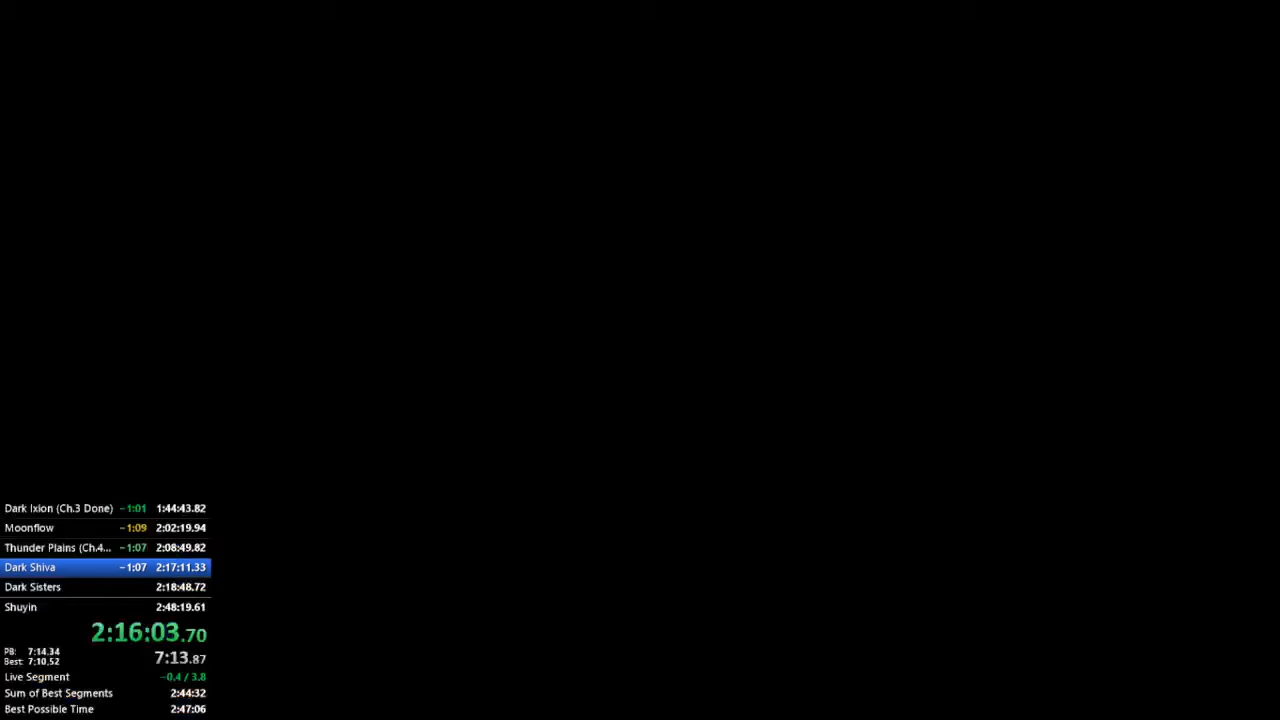 Dark Ixion (Ch.3 Done) -1:01 1:44:43.82
Moonflow -1:09 2:02:19.94
Thunder Plains (Ch.4... -1:07 2:08:49.82
Dark Shiva -1:07 2:17:11.33
Dark Sisters 2:18:48.72
Shuyin 2:48:19.61
2:16:03.70
PB: 7:14.34
Best: 7:10.52
7:13.87
Live Segment -0.4 / 3.8
Sum of Best Segments 2:44:32
Best Possible Time 2:47:06